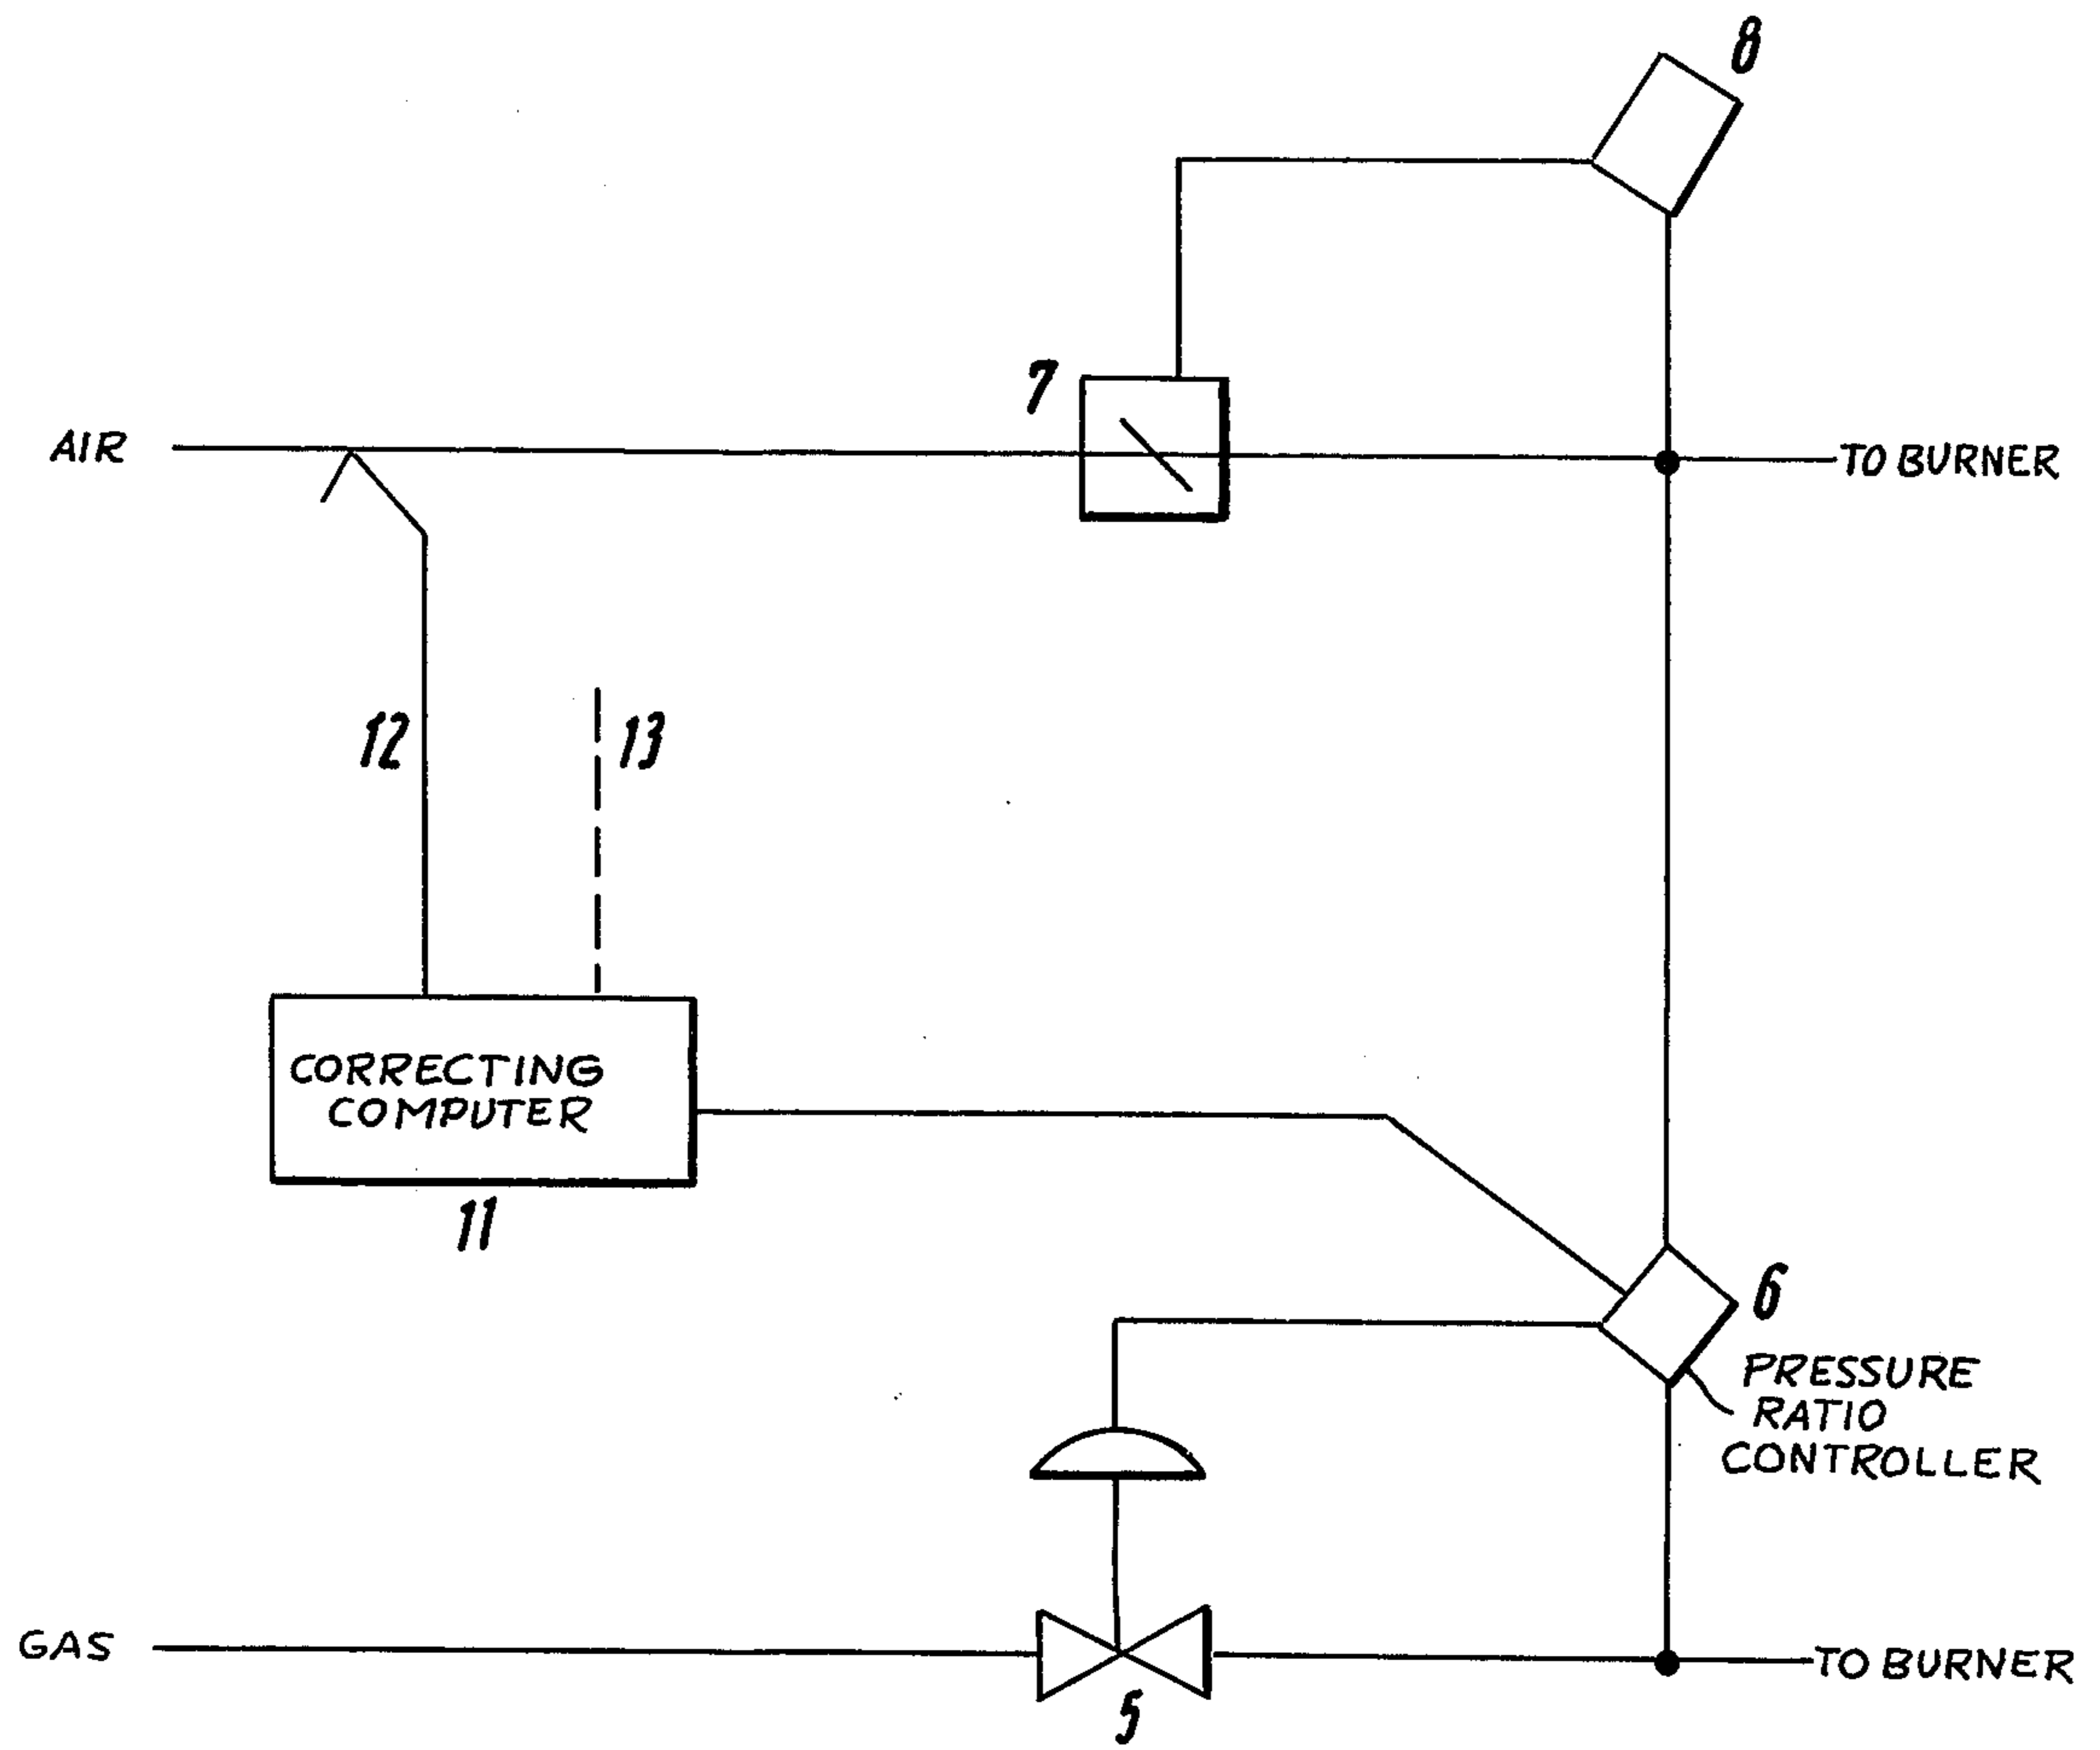 8
7
AIR
TO BURNER
12
13
CORRECTING
COMPUTER
11
6
PRESSURE
RATIO
CONTROLLER
GAS
TO BURNER
5